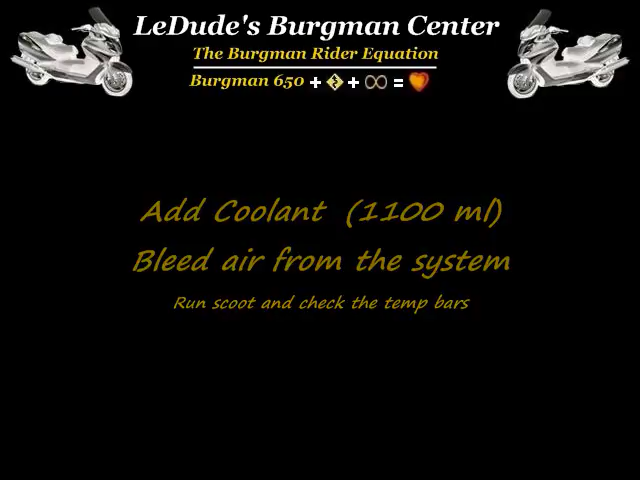 LeDude's Burgman Center
The Burgman Rider Equation
Burgman 650 + + ∞ =
Add Coolant (1100 ml)
Bleed air from the system
Run scoot and check the temp bars